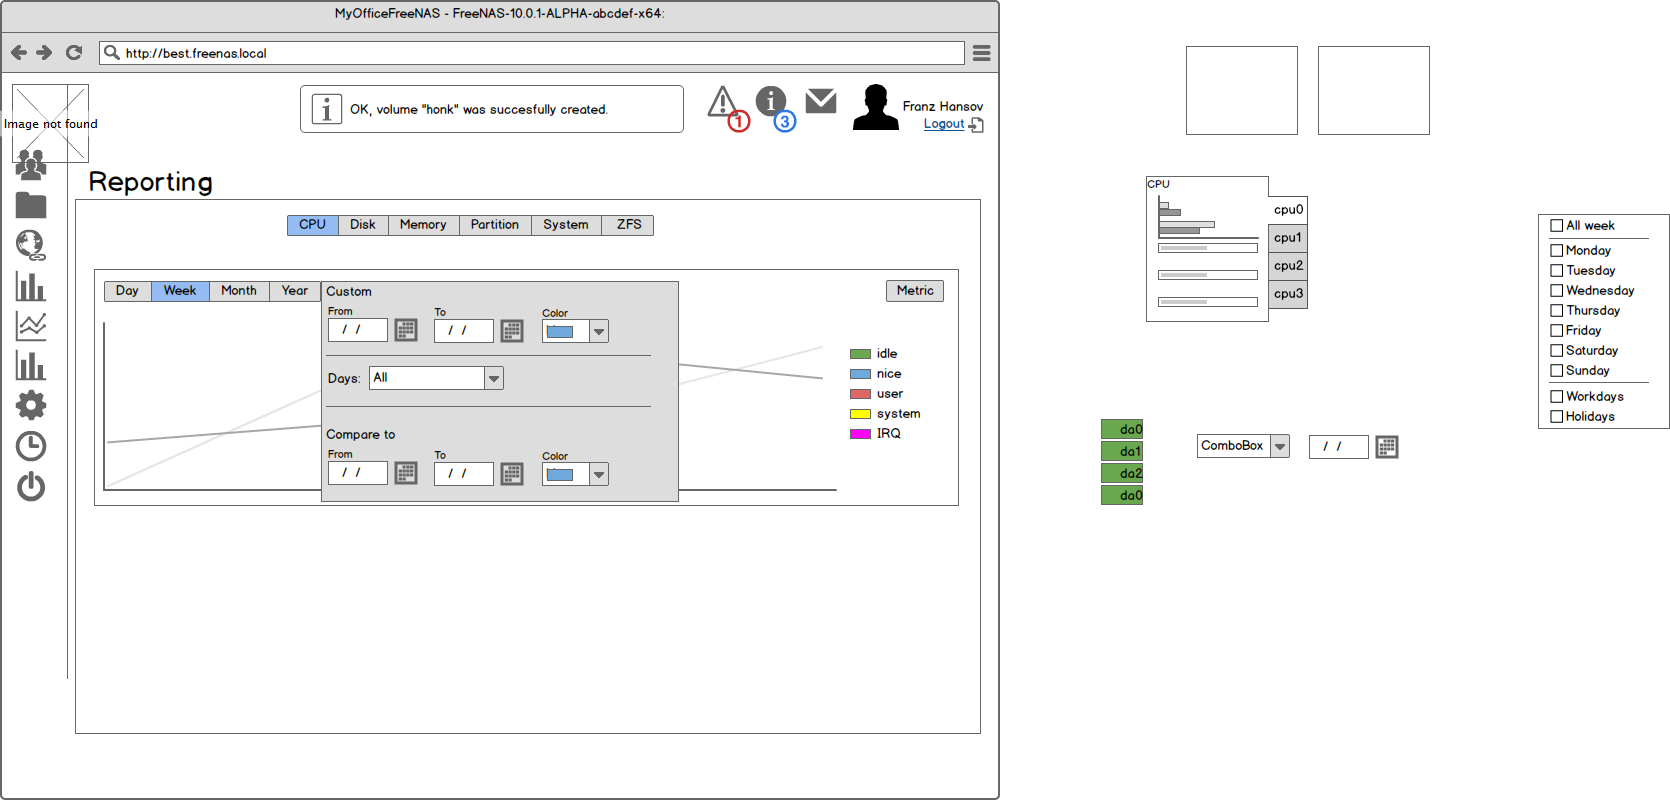 MyOfficeFreeNAS - FreeNAS-10.0.1-ALPHA-abcdef-x64:
http://best.freenas.local
Image not found
i OK, volume "honk" was succesfully created.
1
i 3
Franz Hansov
Logout
Reporting
CPU Disk Memory Partition System ZFS
Day Week Month Year
Metric
Custom
From To Color
/ / / /
Days: All
Compare to
From To Color
/ / / /
idle
nice
user
system
IRQ
CPU
cpu0
cpu1
cpu2
cpu3
All week
Monday
Tuesday
Wednesday
Thursday
Friday
Saturday
Sunday
Workdays
Holidays
da0
da1
da2
da0
ComboBox
/ /